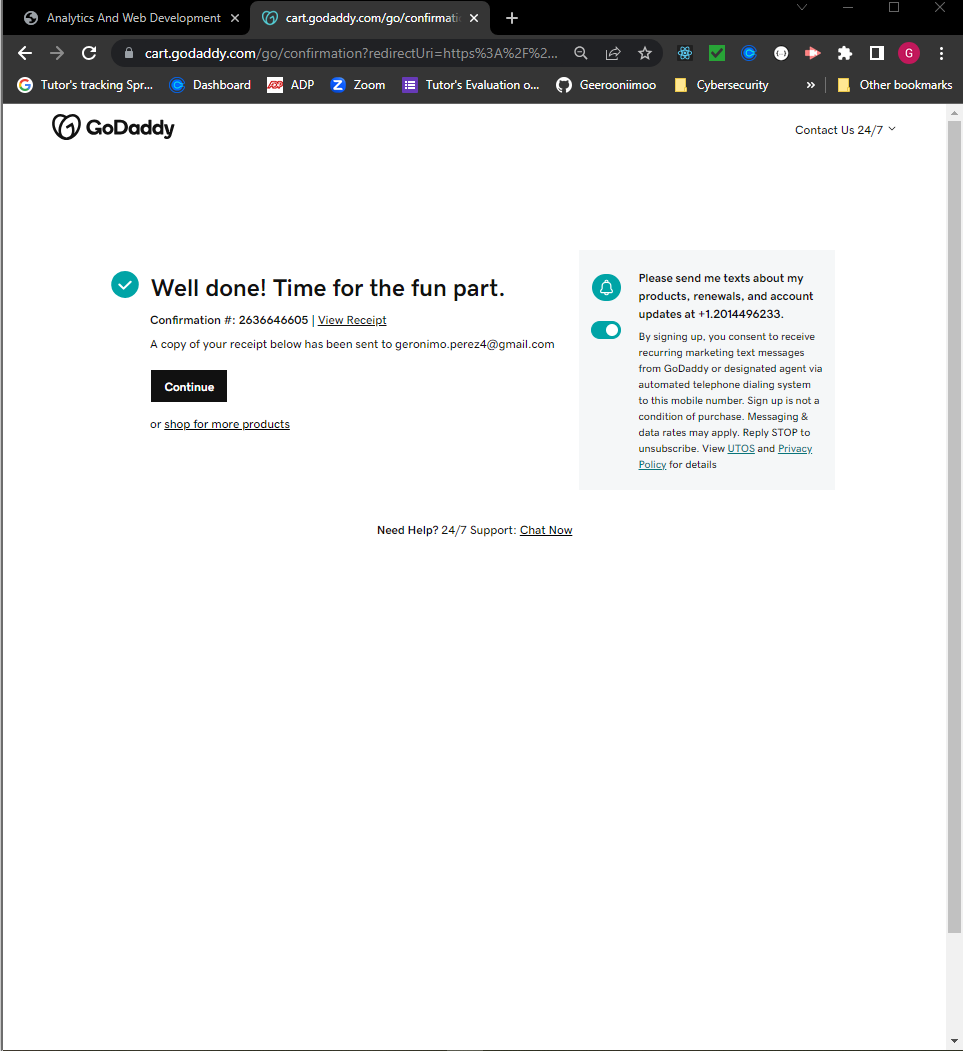 Analytics And Web Development
cart.godaddy.com/go/confirmati
cart.godaddy.com/go/confirmation?redirectUri=https%3A%2F%2...
G
Tutor's tracking Spr...
Dashboard
ADP
Zoom
Tutor's Evaluation o...
Geerooniimoo
Cybersecurity
»
Other bookmarks
GoDaddy
Contact Us 24/7
Well done! Time for the fun part.
Confirmation #: 2636646605 | View Receipt
A copy of your receipt below has been sent to geronimo.perez4@gmail.com
Continue
or shop for more products
Please send me texts about my
products, renewals, and account
updates at +1.2014496233.
By signing up, you consent to receive
recurring marketing text messages
from GoDaddy or designated agent via
automated telephone dialing system
to this mobile number. Sign up is not a
condition of purchase. Messaging &
data rates may apply. Reply STOP to
unsubscribe. View UTOS and Privacy
Policy for details
Need Help? 24/7 Support: Chat Now